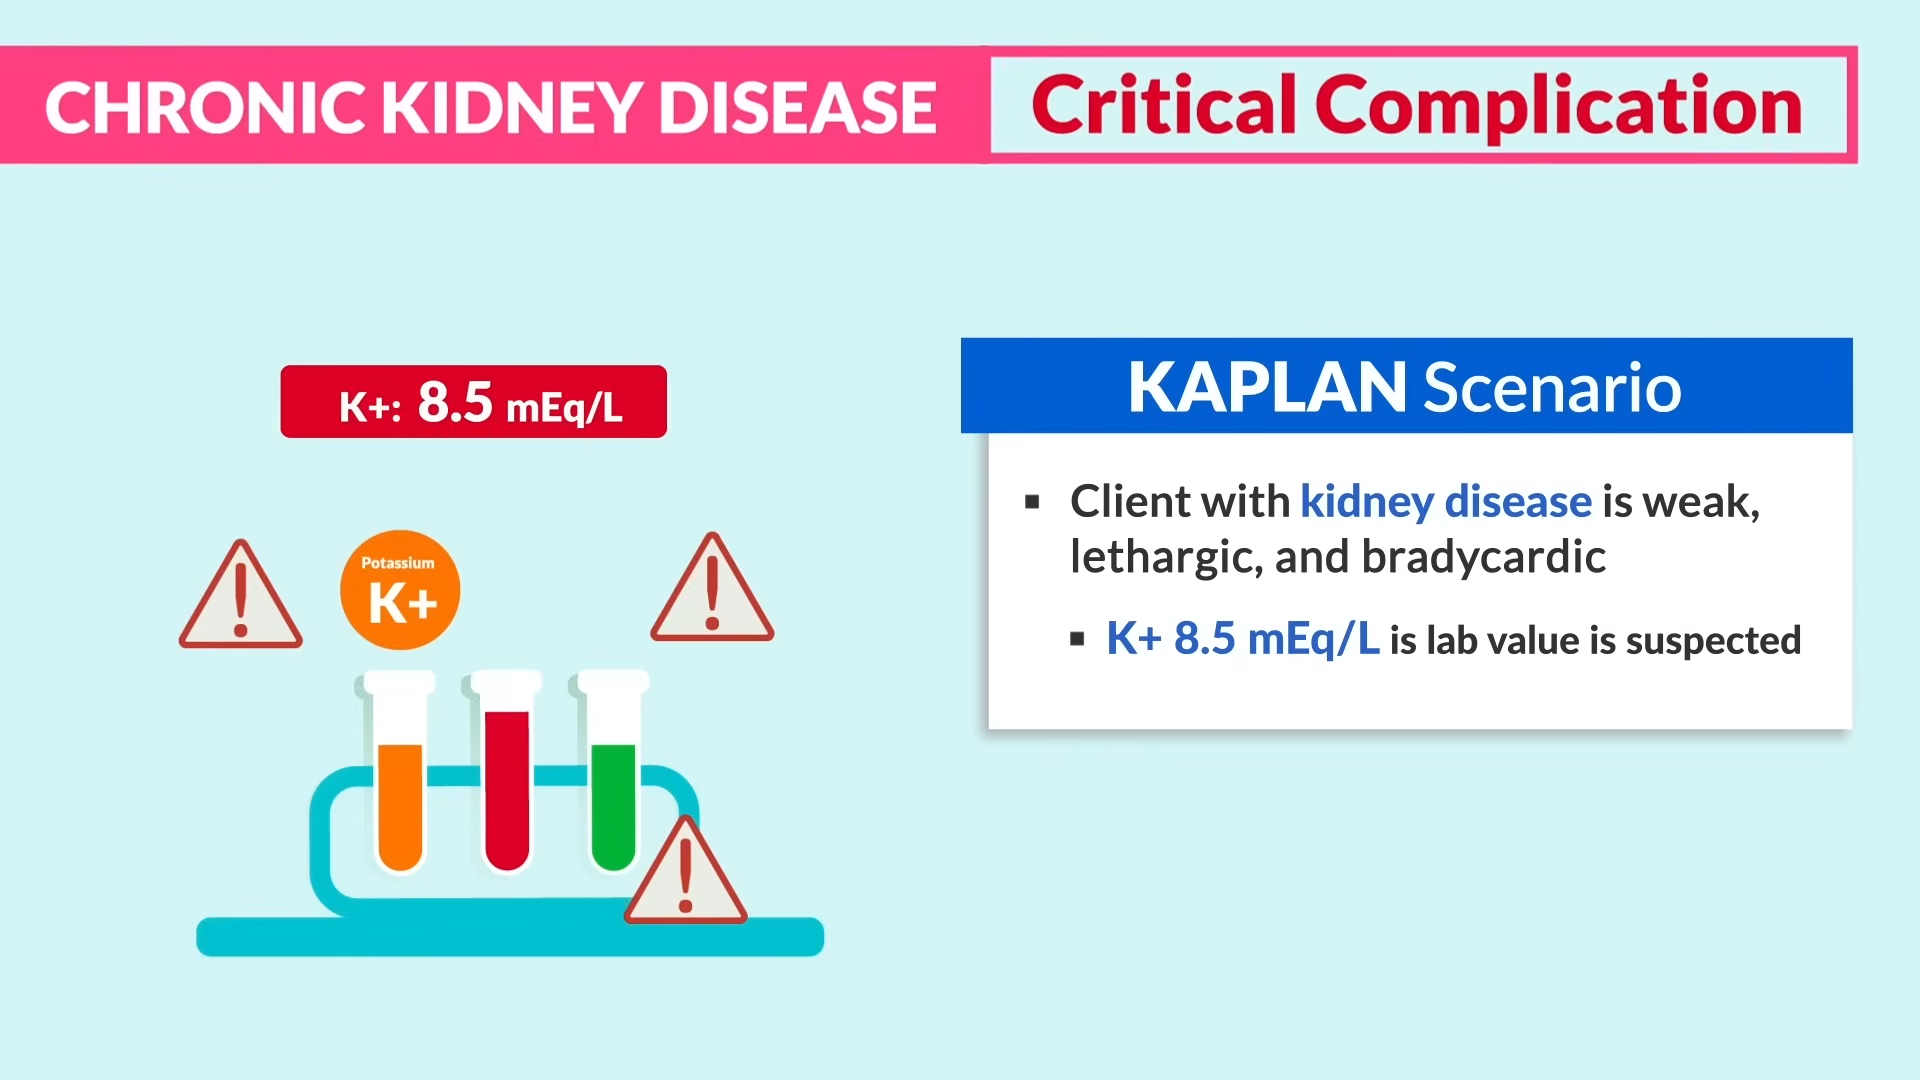 CHRONIC KIDNEY DISEASE
Critical Complication
K+: 8.5 mEq/L
Potassium
K+
KAPLAN Scenario
▪ Client with kidney disease is weak,
lethargic, and bradycardic
▪ K+ 8.5 mEq/L is lab value is suspected